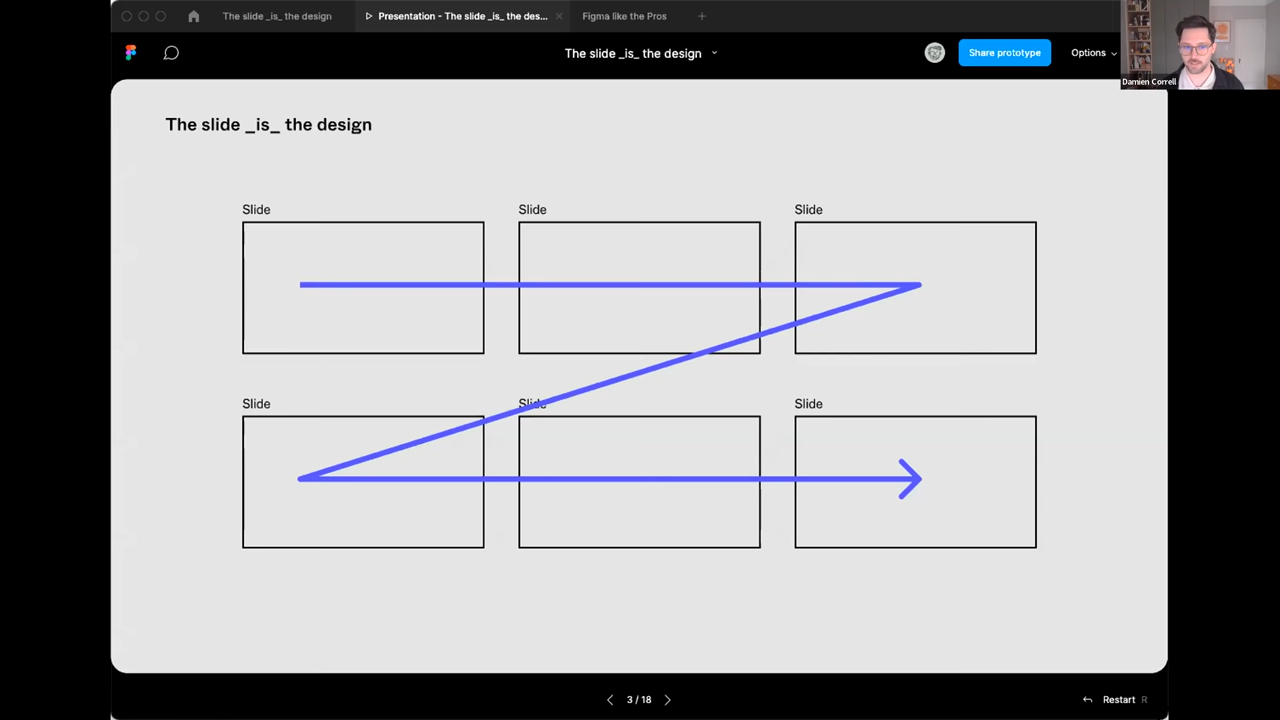 The slide _is_ the design
Presentation - The slide _is_ the des...
Figma like the Pros
The slide _is_ the design
Share prototype
Options
Damien Correll
The slide _is_ the design
Slide
Slide
Slide
Slide
Slide
Slide
3 / 18
Restart R